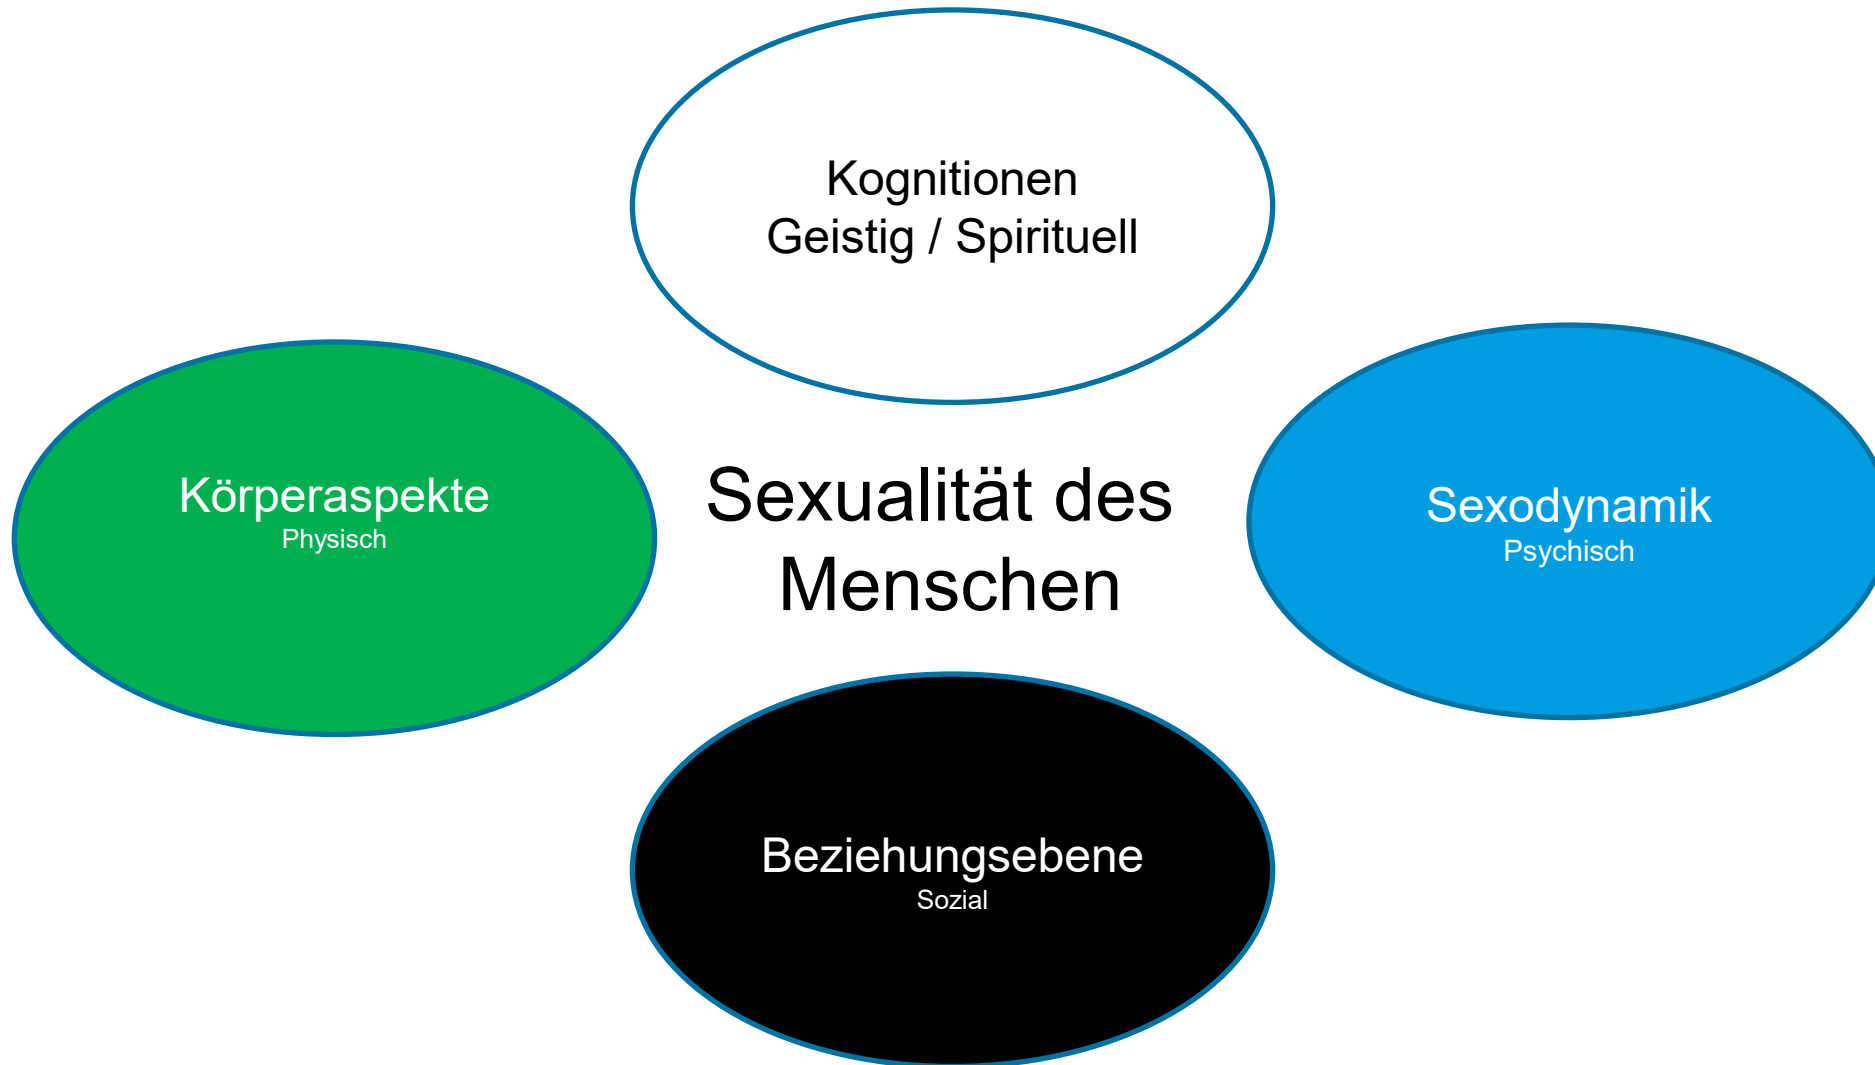 Kognitionen
Geistig / Spirituell
Körperaspekte
Physisch
Sexualität des
Menschen
Sexodynamik
Psychisch
Beziehungsebene
Sozial